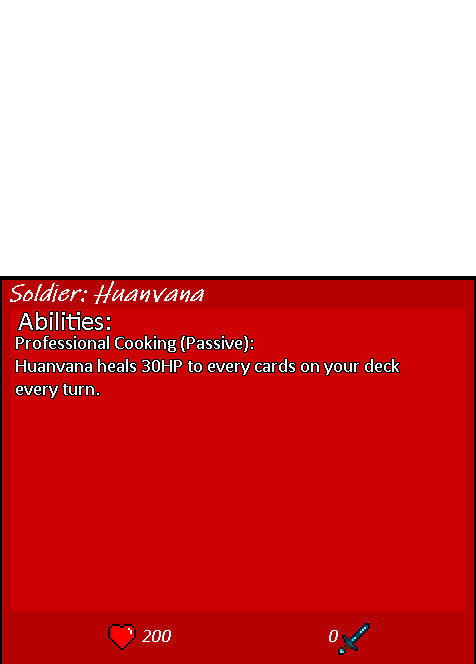 Soldier: Huanvana
Abilities:
Professional Cooking (Passive):
Huanvana heals 30HP to every cards on your deck
every turn.
200
0